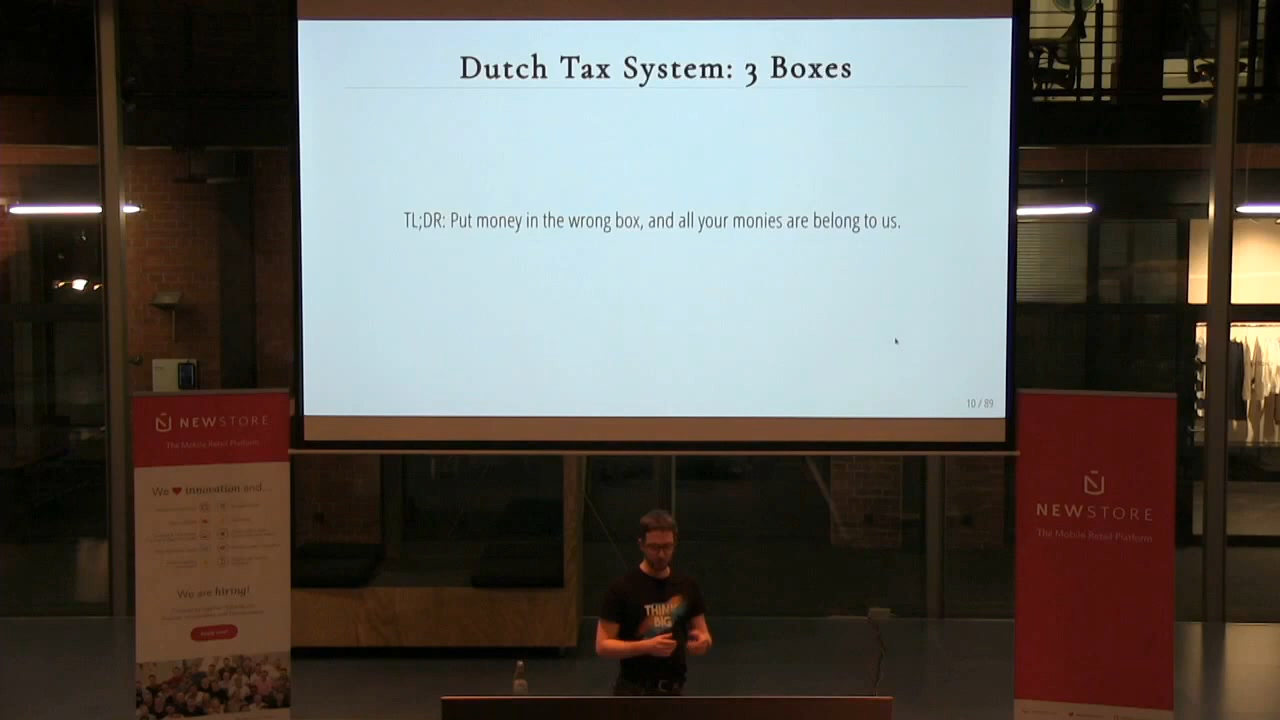 Dutch Tax System: 3 Boxes
TL;DR: Put money in the wrong box, and all your monies are belong to us.
10 / 89
NEWSTORE
The Mobile Retail Platform
We ♥ innovation and...
We are hiring!
NEWSTORE
The Mobile Retail Platform
THINK
BIG